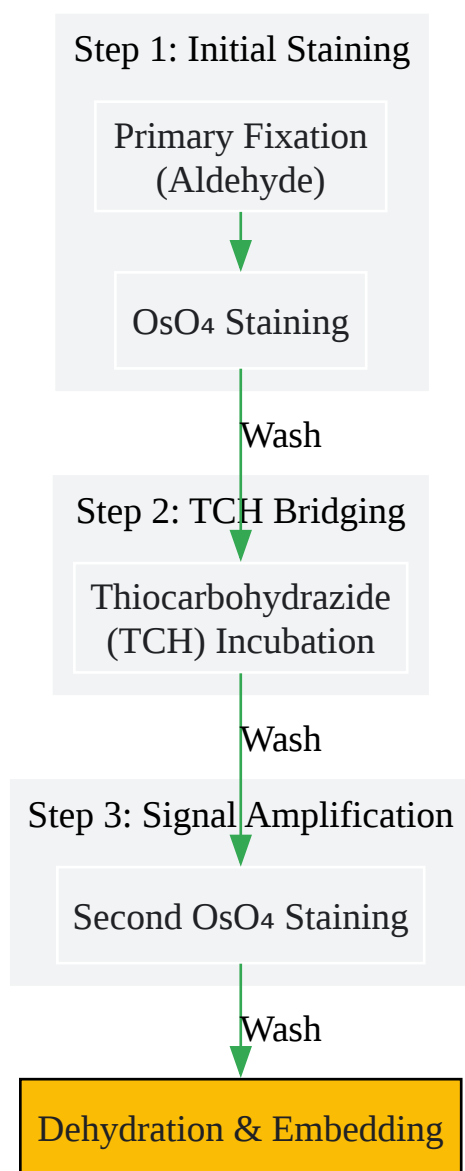 Step 1: Initial Staining
Primary Fixation
(Aldehyde)
OsO₄ Staining
Wash
Step 2: TCH Bridging
Thiocarbohydrazide
(TCH) Incubation
Wash
Step 3: Signal Amplification
Second OsO₄ Staining
Wash
Dehydration & Embedding